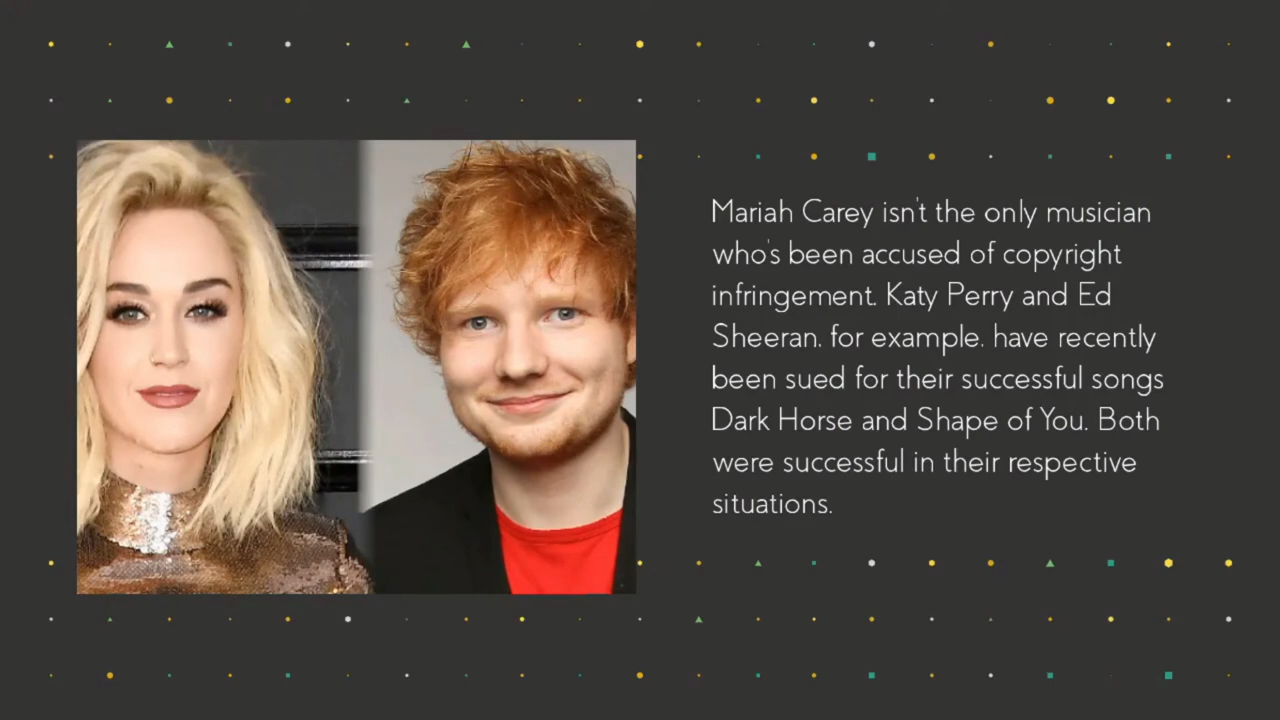 Mariah Carey isn't the only musician
who's been accused of copyright
infringement. Katy Perry and Ed
Sheeran. for example. have recently
been sued for their successful songs
Dark Horse and Shape of You. Both
were successful in their respective
situations.